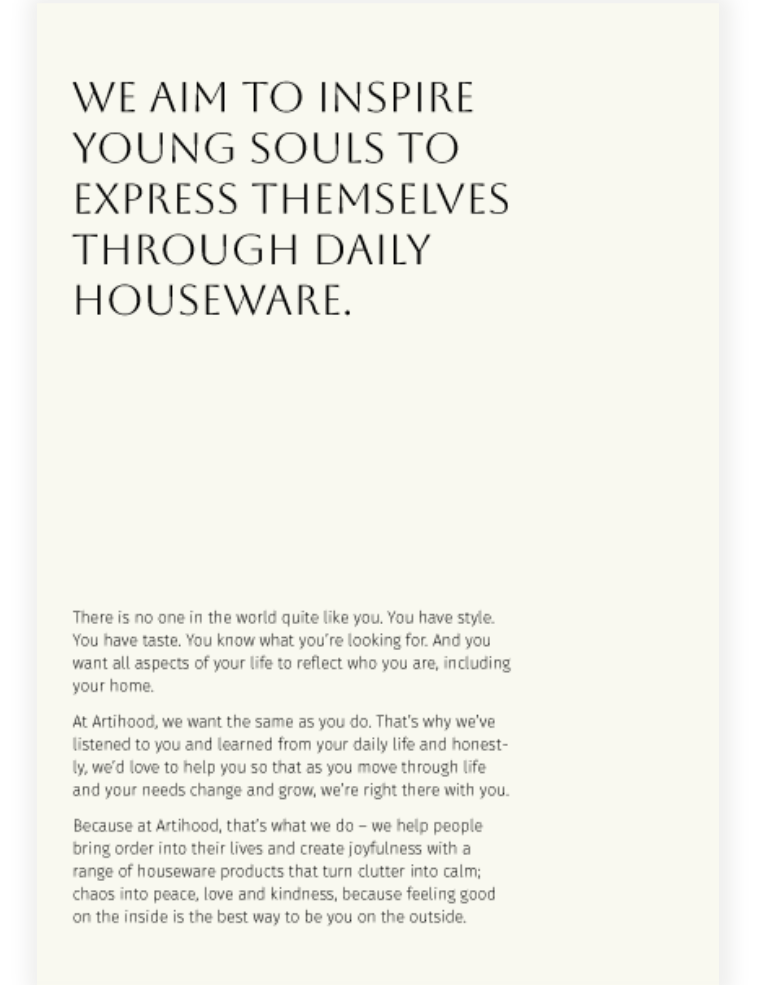 WE AIM TO INSPIRE
YOUNG SOULS TO
EXPRESS THEMSELVES
THROUGH DAILY
HOUSEWARE.
There is no one in the world quite like you. You have style.
You have taste. You know what you're looking for. And you
want all aspects of your life to reflect who you are, including
your home.
At Artihood, we want the same as you do. That's why we've
listened to you and learned from your daily life and honest-
ly, we'd love to help you so that as you move through life
and your needs change and grow, we're right there with you.
Because at Artihood, that's what we do – we help people
bring order into their lives and create joyfulness with a
range of houseware products that turn clutter into calm;
chaos into peace, love and kindness, because feeling good
on the inside is the best way to be you on the outside.